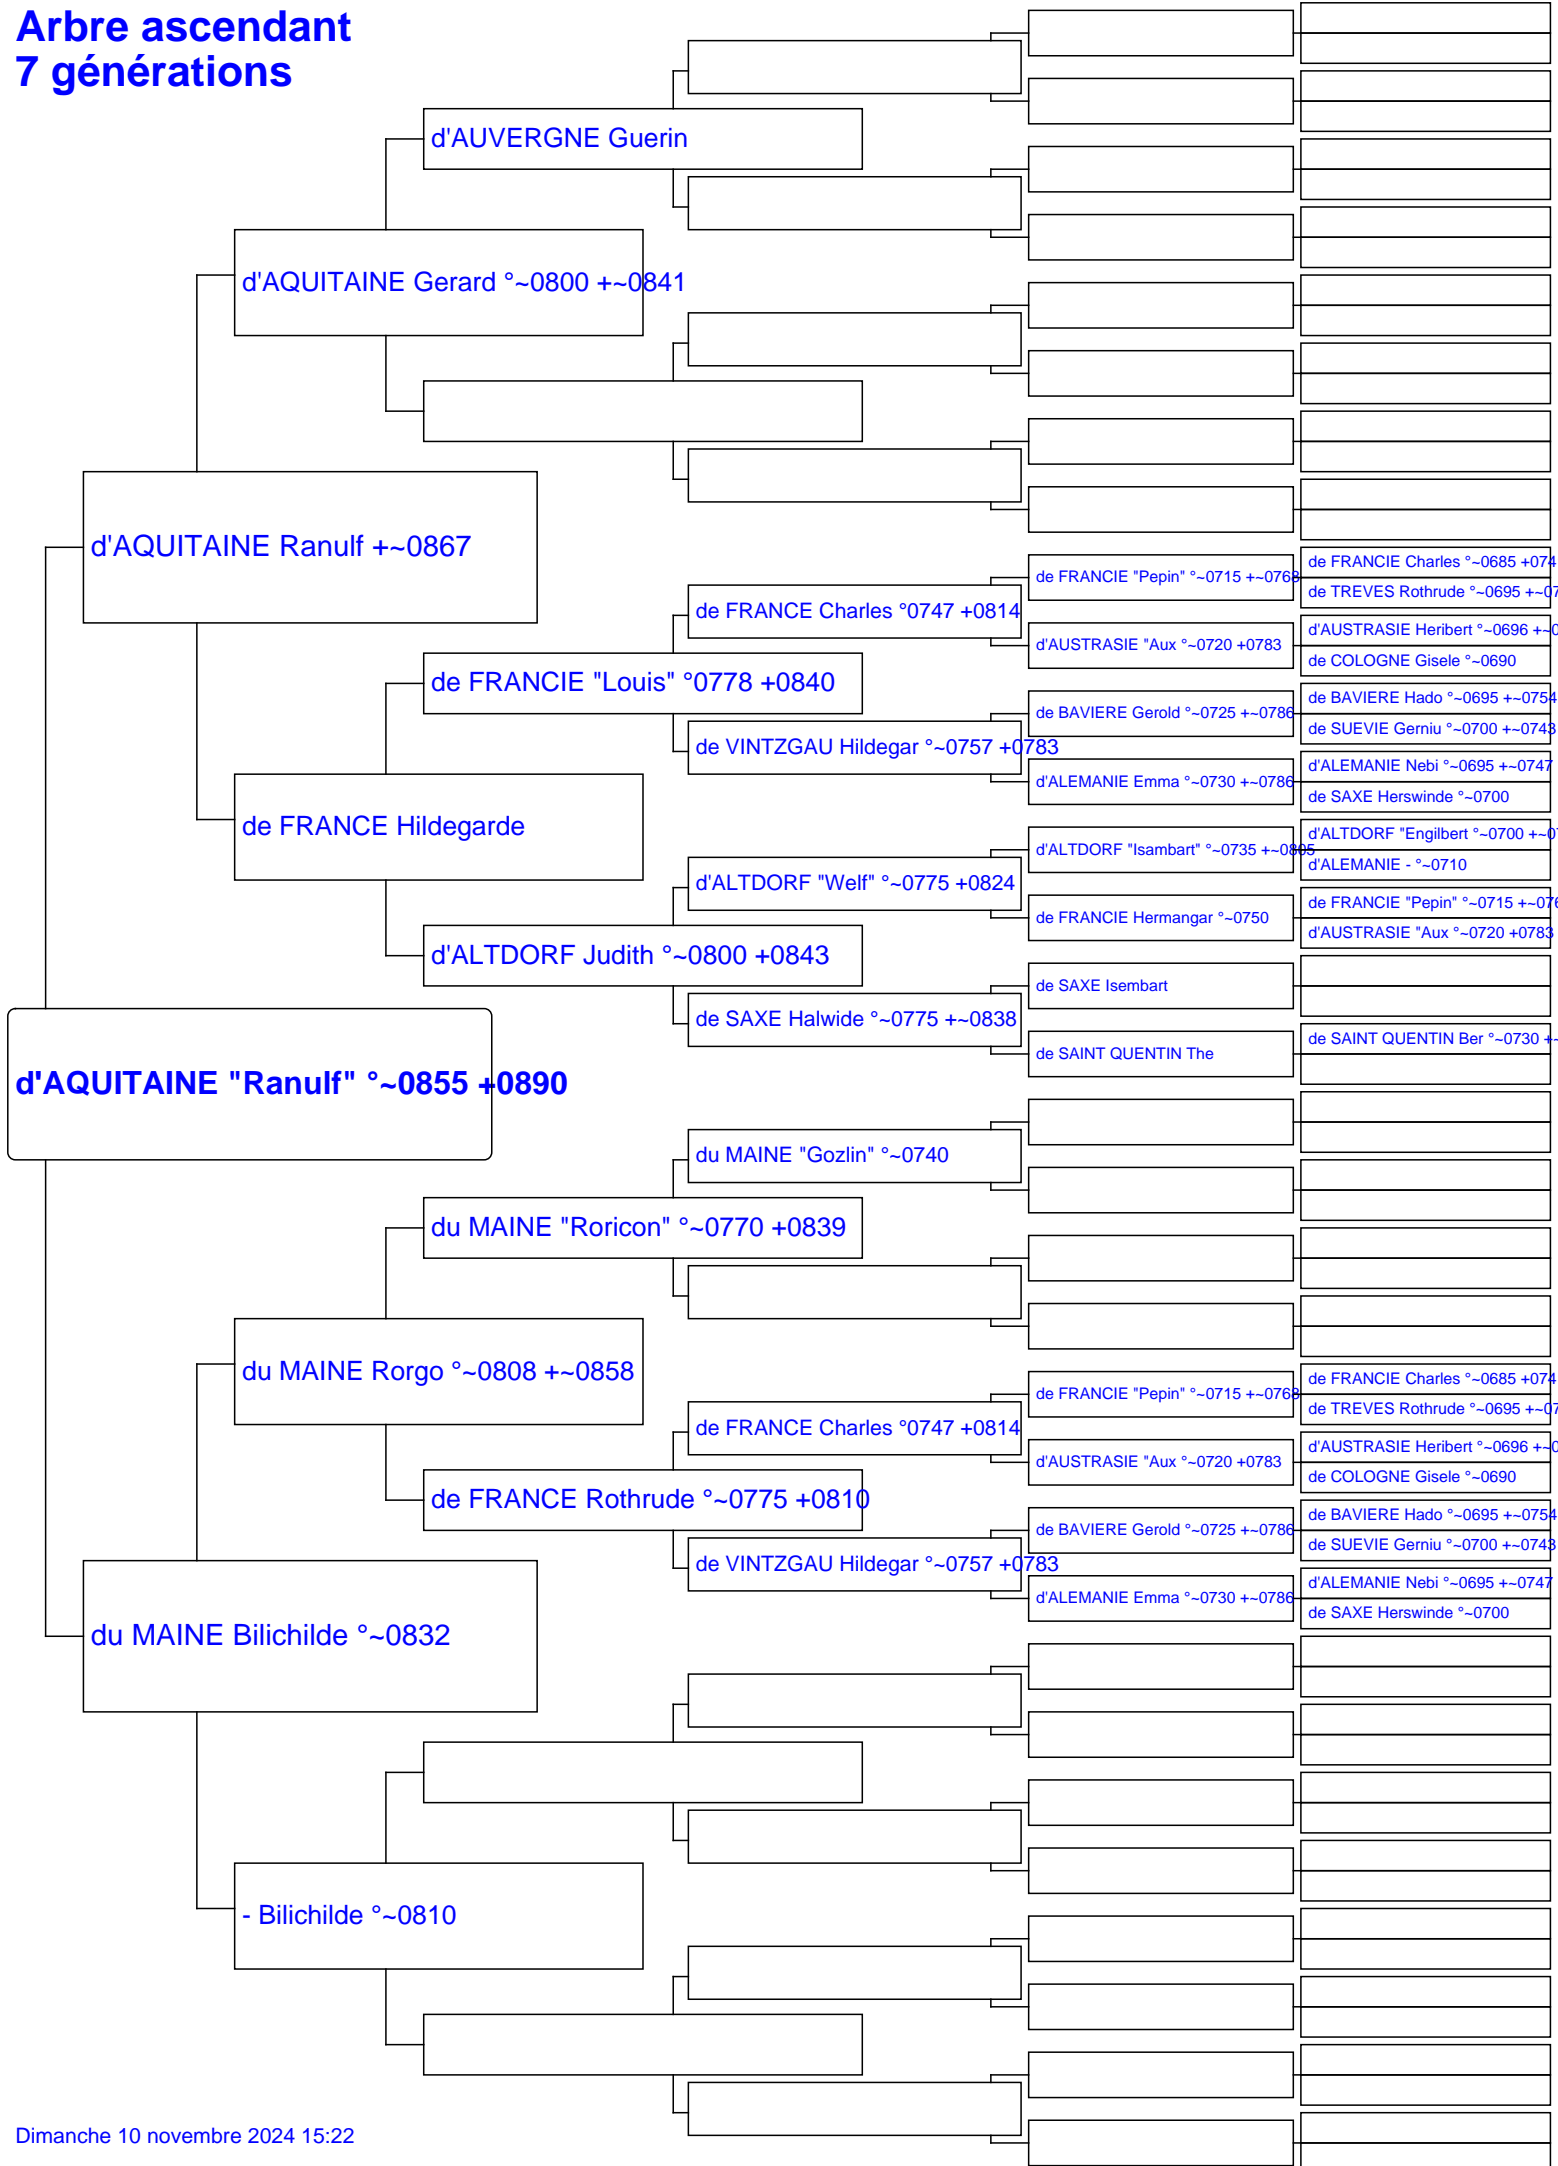 Arbre ascendant
7 générations
d'AUVERGNE Guerin
d'AQUITAINE Gerard °~0800 +~0841
d'AQUITAINE Ranulf +~0867
de FRANCIE "Pepin" °~0715 +~0768
de FRANCIE Charles °~0685 +074
de TREVES Rothrude °~0695 +~07
de FRANCE Charles °0747 +0814
d'AUSTRASIE "Aux °~0720 +0783
d'AUSTRASIE Heribert °~0696 +~0
de COLOGNE Gisele °~0690
de FRANCIE "Louis" °0778 +0840
de BAVIERE Gerold °~0725 +~0786
de BAVIERE Hado °~0695 +~0754
de SUEVIE Gerniu °~0700 +~0743
de VINTZGAU Hildegar °~0757 +0783
d'ALEMANIE Emma °~0730 +~0786
d'ALEMANIE Nebi °~0695 +~0747
de SAXE Herswinde °~0700
de FRANCE Hildegarde
d'ALTDORF "Isambart" °~0735 +~0805
d'ALTDORF "Engilbert °~0700 +~07
d'ALEMANIE - °~0710
d'ALTDORF "Welf" °~0775 +0824
de FRANCIE Hermangar °~0750
de FRANCIE "Pepin" °~0715 +~076
d'AUSTRASIE "Aux °~0720 +0783
d'ALTDORF Judith °~0800 +0843
de SAXE Isembart
de SAXE Halwide °~0775 +~0838
de SAINT QUENTIN The
de SAINT QUENTIN Ber °~0730 +~
d'AQUITAINE "Ranulf" °~0855 +0890
du MAINE "Gozlin" °~0740
du MAINE "Roricon" °~0770 +0839
du MAINE Rorgo °~0808 +~0858
de FRANCIE "Pepin" °~0715 +~0768
de FRANCIE Charles °~0685 +074
de TREVES Rothrude °~0695 +~07
de FRANCE Charles °0747 +0814
d'AUSTRASIE "Aux °~0720 +0783
d'AUSTRASIE Heribert °~0696 +~0
de COLOGNE Gisele °~0690
de FRANCE Rothrude °~0775 +0810
de BAVIERE Gerold °~0725 +~0786
de BAVIERE Hado °~0695 +~0754
de SUEVIE Gerniu °~0700 +~0743
de VINTZGAU Hildegar °~0757 +0783
d'ALEMANIE Emma °~0730 +~0786
d'ALEMANIE Nebi °~0695 +~0747
de SAXE Herswinde °~0700
du MAINE Bilichilde °~0832
- Bilichilde °~0810
Dimanche 10 novembre 2024 15:22